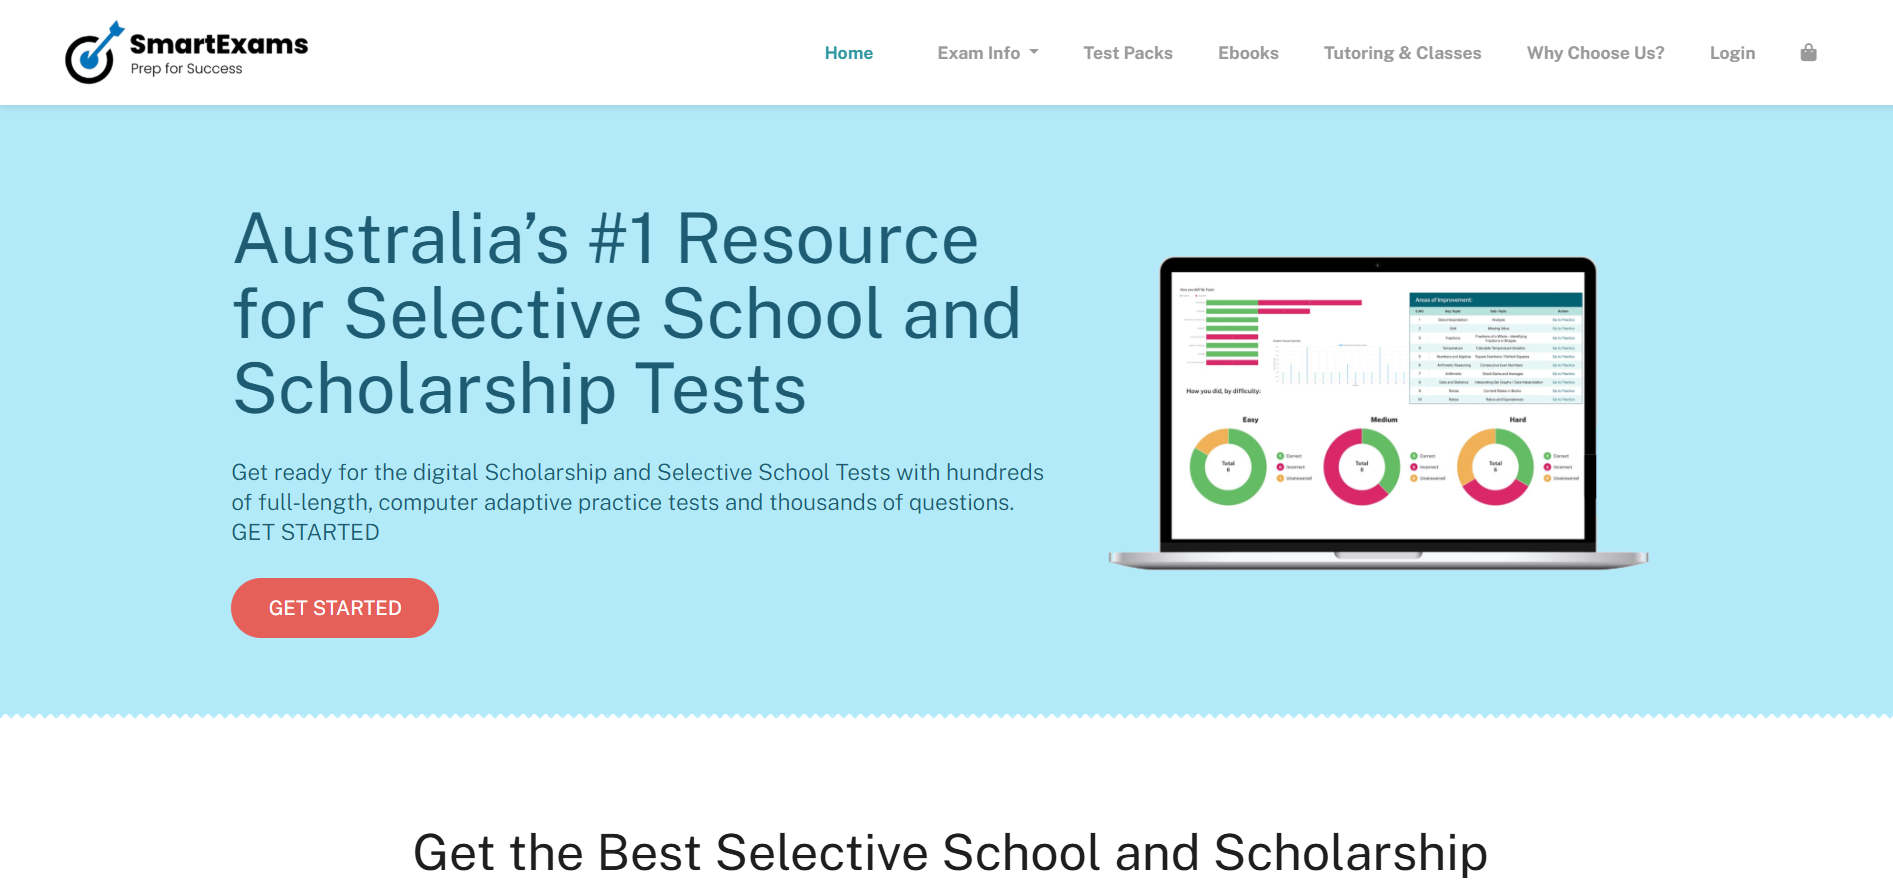 SmartExams
Prep for Success
Home
Exam Info
Test Packs
Ebooks
Tutoring & Classes
Why Choose Us?
Login
Australia’s #1 Resource
for Selective School and
Scholarship Tests
Get ready for the digital Scholarship and Selective School Tests with hundreds
of full-length, computer adaptive practice tests and thousands of questions.
GET STARTED
GET STARTED
Areas of Improvement:
How you did, by difficulty:
Easy
Medium
Hard
Total
6
Correct
Incorrect
Unanswered
Total
8
Correct
Incorrect
Unanswered
Total
6
Correct
Incorrect
Unanswered
Get the Best Selective School and Scholarship